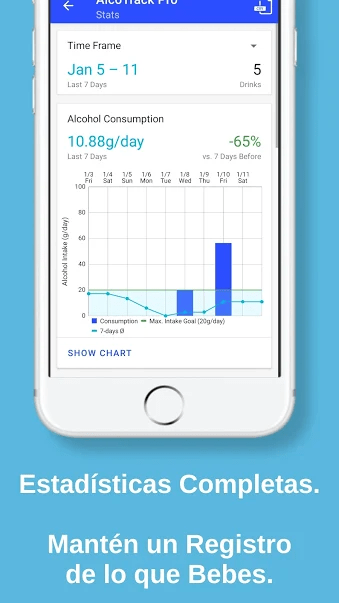 AlcoTrack Pro
Stats
CSV
Time Frame
Jan 5 – 11
5
Last 7 Days
Drinks
Alcohol Consumption
10.88g/day
-65%
Last 7 Days
vs. 7 Days Before
1/3 1/4 1/5 1/6 1/7 1/8 1/9 1/10 1/11
Fri Sat Sun Mon Tue Wed Thu Fri Sat
100
80
60
40
20
0
Alcohol Intake (g/day)
Consumption Max. Intake Goal (20g/day)
7-days Ø
SHOW CHART
Estadísticas Completas.
Mantén un Registro
de lo que Bebes.